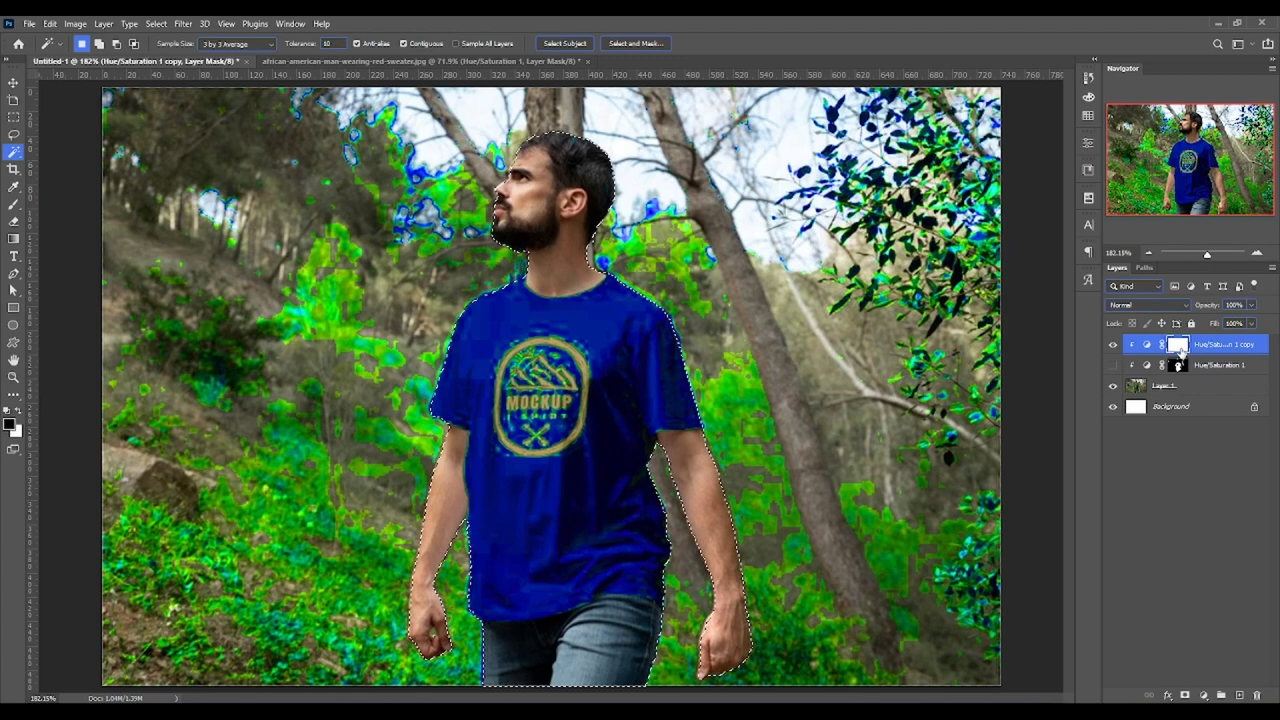 Ps File Edit Image Layer Type Select Filter 3D View Plugins Window Help
Sample Size: 3 by 3 Average Tolerance: 10 Anti-alias Contiguous Sample All Layers Select Subject Select and Mask...
Untitled-1 @ 182% (Hue/Saturation 1 copy, Layer Mask/8) * × african-american-man-wearing-red-sweater.jpg @ 71.9% (Hue/Saturation 1, Layer Mask/8) * ×
Navigator
182.15%
Layers Paths
Kind
Normal Opacity: 100%
Lock: Fill: 100%
Hue/Satu...n 1 copy
Hue/Saturation 1
Layer 1
Background
MOCKUP
T SHIRT
182.15% Doc: 1.04M/1.39M